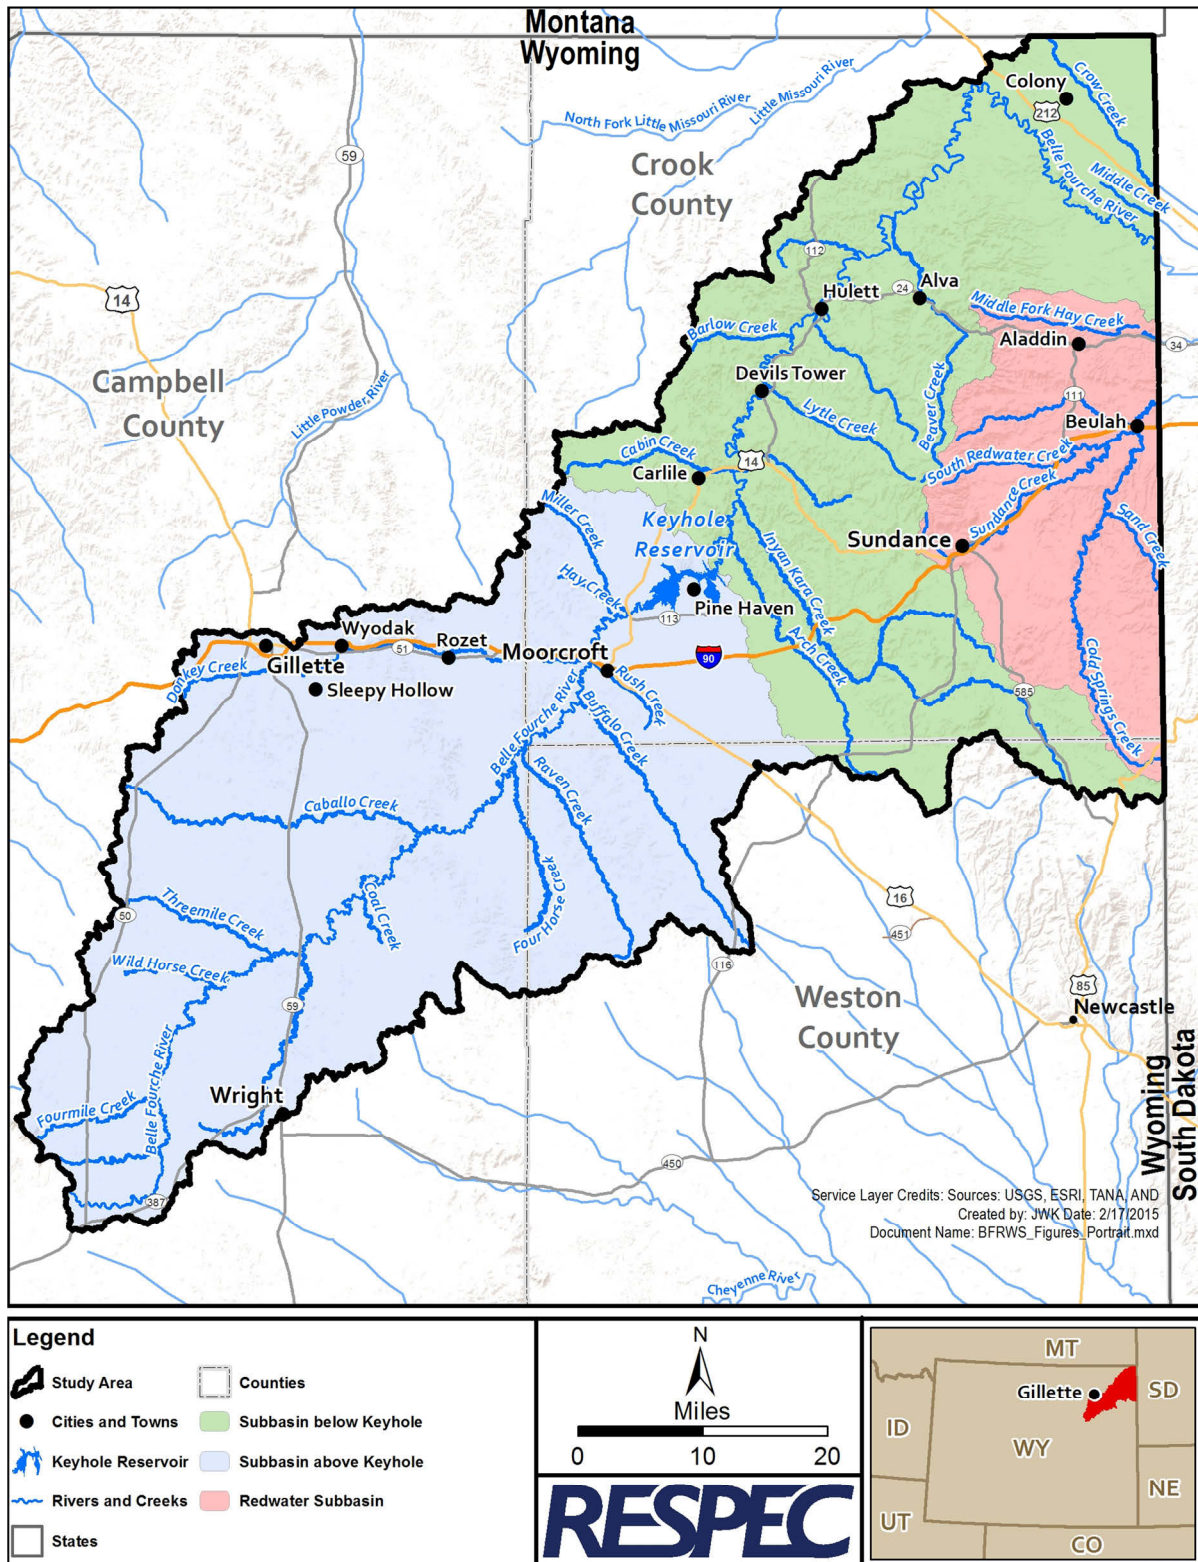 Montana
Wyoming
Colony
Crow Creek
212
Little Missouri River
North Fork Little Missouri River
59
Belle Fourche River
Middle Creek
Crook
County
112
14
Hulett
24
Alva
Middle Fork Hay Creek
Barlow Creek
Aladdin
34
Devils Tower
Campbell
County
Little Powder River
Lytle Creek
Beaver Creek
111
Beulah
Cabin Creek
14
Carlile
South Redwater Creek
Sundance Creek
Miller Creek
Keyhole
Reservoir
Inyan Kara Creek
Sundance
Sand Creek
Hay Creek
Pine Haven
113
Wyodak
Rozet
51
Moorcroft
Gillette
Donkey Creek
Sleepy Hollow
90
Arch Creek
Rush Creek
Cold Springs Creek
585
Belle Fourche River
Buffalo Creek
Raven Creek
Caballo Creek
Four Horse Creek
Coal Creek
Threemile Creek
50
16
451
Wild Horse Creek
116
59
85
Weston
County
Newcastle
Belle Fourche River
Wright
Fourmile Creek
Wyoming
South Dakota
450
387
Service Layer Credits: Sources: USGS, ESRI, TANA, AND
Created by: JWK Date: 2/17/2015
Document Name: BFRWS_Figures_Portrait.mxd
Cheyenne River
Legend
Study Area
Counties
Cities and Towns
Subbasin below Keyhole
Keyhole Reservoir
Subbasin above Keyhole
Rivers and Creeks
Redwater Subbasin
States
N
Miles
0 10 20
RESPEC
MT
Gillette
SD
ID
WY
NE
UT
CO